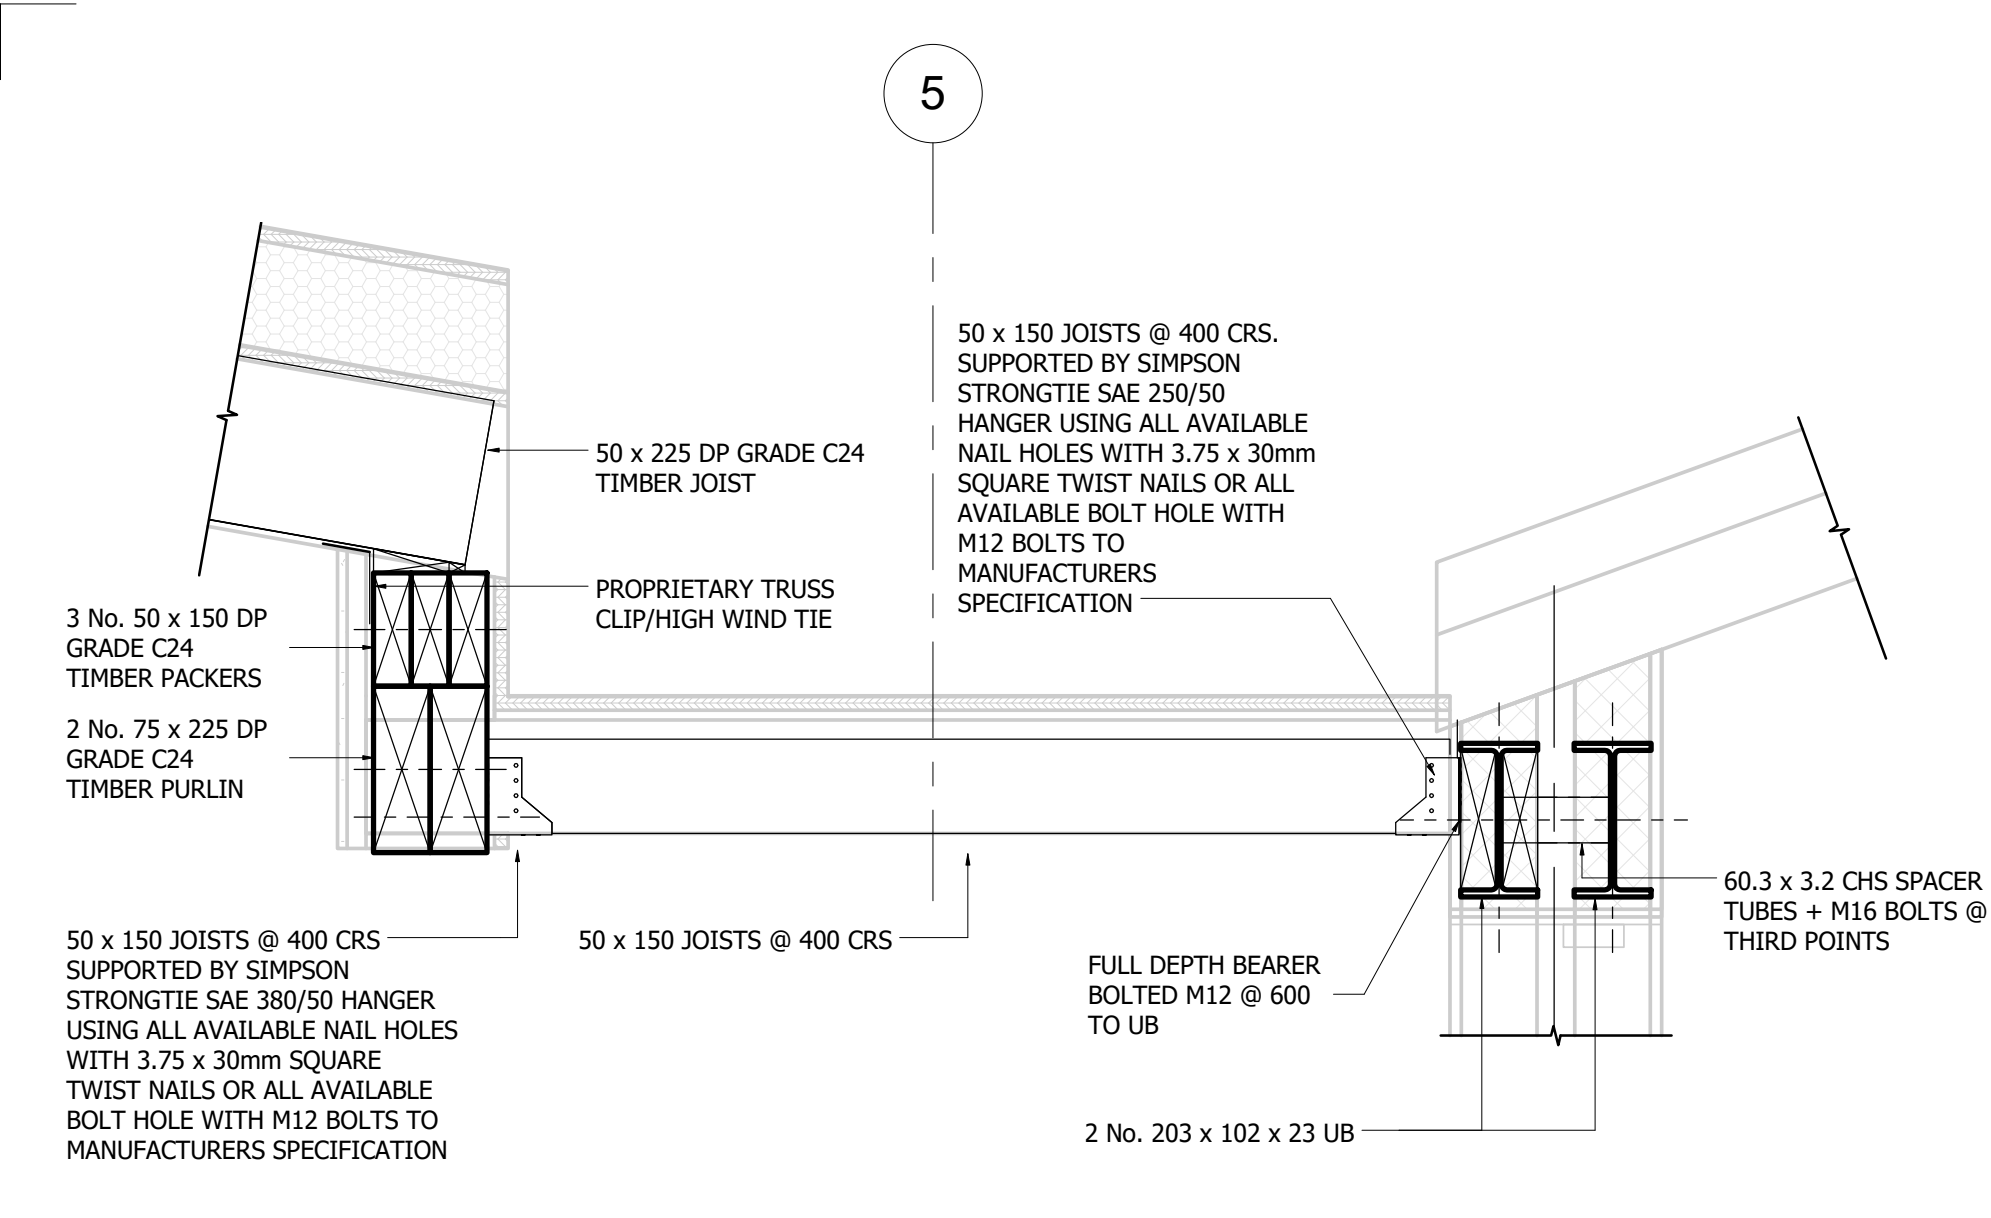 5
50 x 150 JOISTS @ 400 CRS.
SUPPORTED BY SIMPSON
STRONGTIE SAE 250/50
HANGER USING ALL AVAILABLE
NAIL HOLES WITH 3.75 x 30mm
SQUARE TWIST NAILS OR ALL
AVAILABLE BOLT HOLE WITH
M12 BOLTS TO
MANUFACTURERS
SPECIFICATION
50 x 225 DP GRADE C24
TIMBER JOIST
PROPRIETARY TRUSS
CLIP/HIGH WIND TIE
3 No. 50 x 150 DP
GRADE C24
TIMBER PACKERS
2 No. 75 x 225 DP
GRADE C24
TIMBER PURLIN
50 x 150 JOISTS @ 400 CRS
SUPPORTED BY SIMPSON
STRONGTIE SAE 380/50 HANGER
USING ALL AVAILABLE NAIL HOLES
WITH 3.75 x 30mm SQUARE
TWIST NAILS OR ALL AVAILABLE
BOLT HOLE WITH M12 BOLTS TO
MANUFACTURERS SPECIFICATION
50 x 150 JOISTS @ 400 CRS
FULL DEPTH BEARER
BOLTED M12 @ 600
TO UB
60.3 x 3.2 CHS SPACER
TUBES + M16 BOLTS @
THIRD POINTS
2 No. 203 x 102 x 23 UB